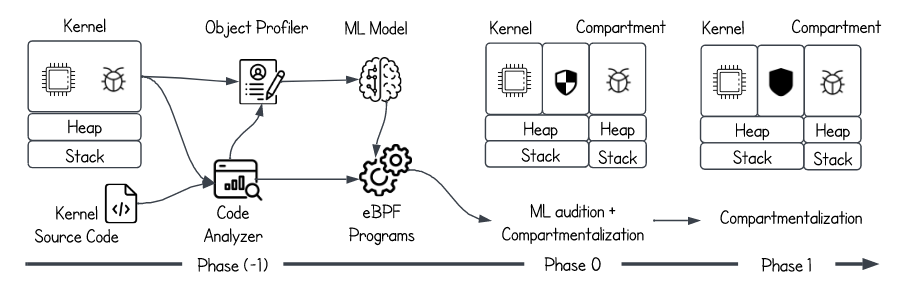 Kernel
Object Profiler
ML Model
Kernel
Compartment
Kernel
Compartment
Heap
Stack
Heap
Heap
Stack
Stack
Heap
Heap
Stack
Stack
</>
Kernel
Source Code
Code
Analyzer
eBPF
Programs
ML audition +
Compartmentalization
Compartmentalization
Phase (-1)
Phase 0
Phase 1